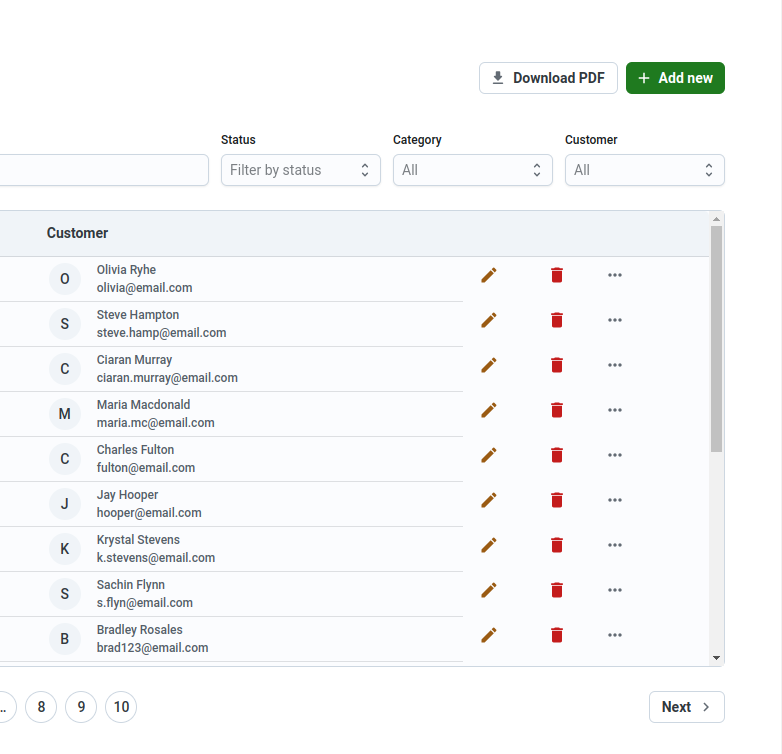 Download PDF
Add new
Status
Category
Customer
Filter by status
All
All
Customer
O
Olivia Ryhe
olivia@email.com
S
Steve Hampton
steve.hamp@email.com
C
Ciaran Murray
ciaran.murray@email.com
M
Maria Macdonald
maria.mc@email.com
C
Charles Fulton
fulton@email.com
J
Jay Hooper
hooper@email.com
K
Krystal Stevens
k.stevens@email.com
S
Sachin Flynn
s.flyn@email.com
B
Bradley Rosales
brad123@email.com
8
9
10
Next